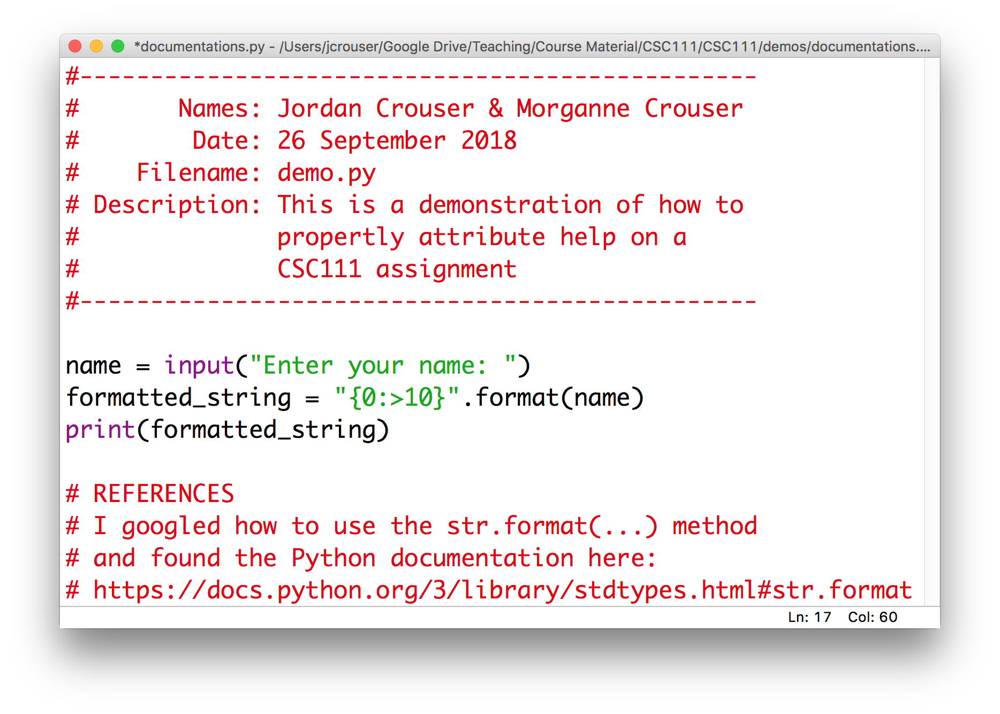 *documentations.py - /Users/jcrouser/Google Drive/Teaching/Course Material/CSC111/CSC111/demos/documentations....
#------------------------------------------------
#       Names: Jordan Crouser & Morganne Crouser
#        Date: 26 September 2018
#    Filename: demo.py
# Description: This is a demonstration of how to
#              propertly attribute help on a
#              CSC111 assignment
#------------------------------------------------
name = input("Enter your name: ")
formatted_string = "{0:>10}".format(name)
print(formatted_string)
# REFERENCES
# I googled how to use the str.format(...) method
# and found the Python documentation here:
# https://docs.python.org/3/library/stdtypes.html#str.format
Ln: 17 Col: 60